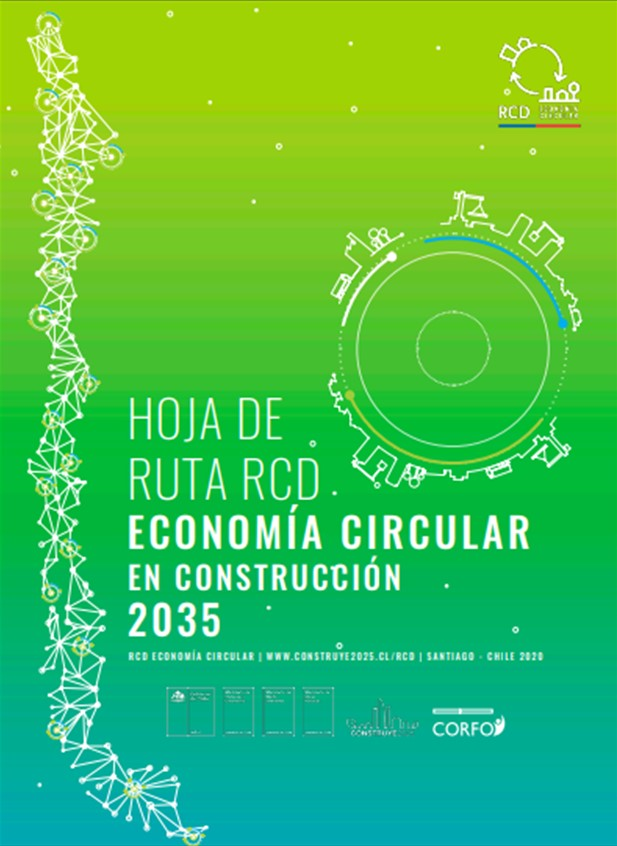 RCD
HOJA DE
RUTA RCD
ECONOMÍA CIRCULAR
EN CONSTRUCCIÓN
2035
RCD ECONOMÍA CIRCULAR | WWW.CONSTRUYE2025.CL/RCD | SANTIAGO - CHILE 2020
CORFO